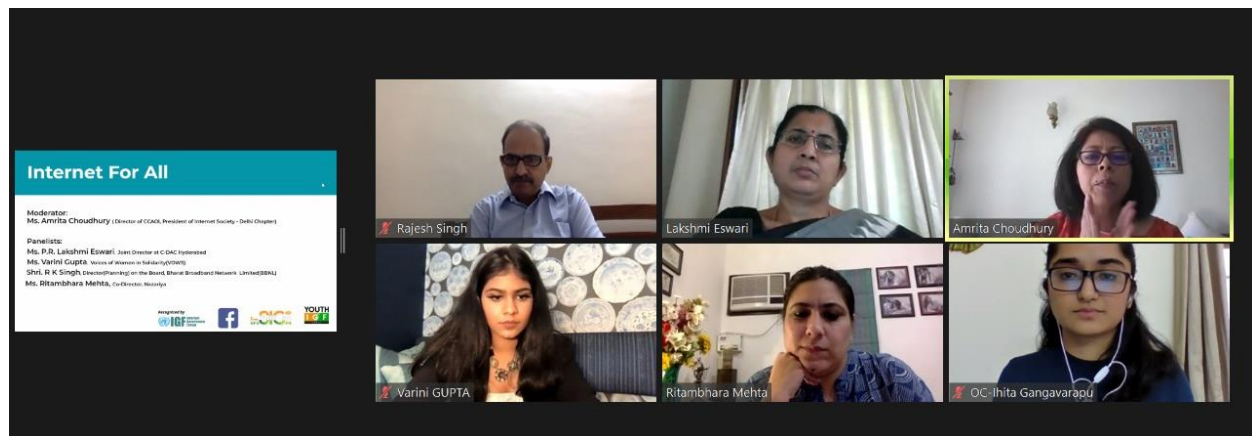 Internet For All
Moderator:
Ms. Amrita Choudhury ( Director of CCAOI, President of Internet Society - Delhi Chapter)
Panelists:
Ms. P.R. Lakshmi Eswari, Joint Director at C-DAC Hyderabad
Ms. Varini Gupta, Voices of Women in Solidarity(VOWS)
Shri. R K Singh, Director(Planning) on the Board, Bharat Broadband Network Limited(BBNL)
Ms. Ritambhara Mehta, Co-Director, Nazariya
Recognized by
IGF
YOUTH
IGF
Rajesh Singh
Lakshmi Eswari
Amrita Choudhury
Varini GUPTA
Ritambhara Mehta
OC-Ihita Gangavarapu